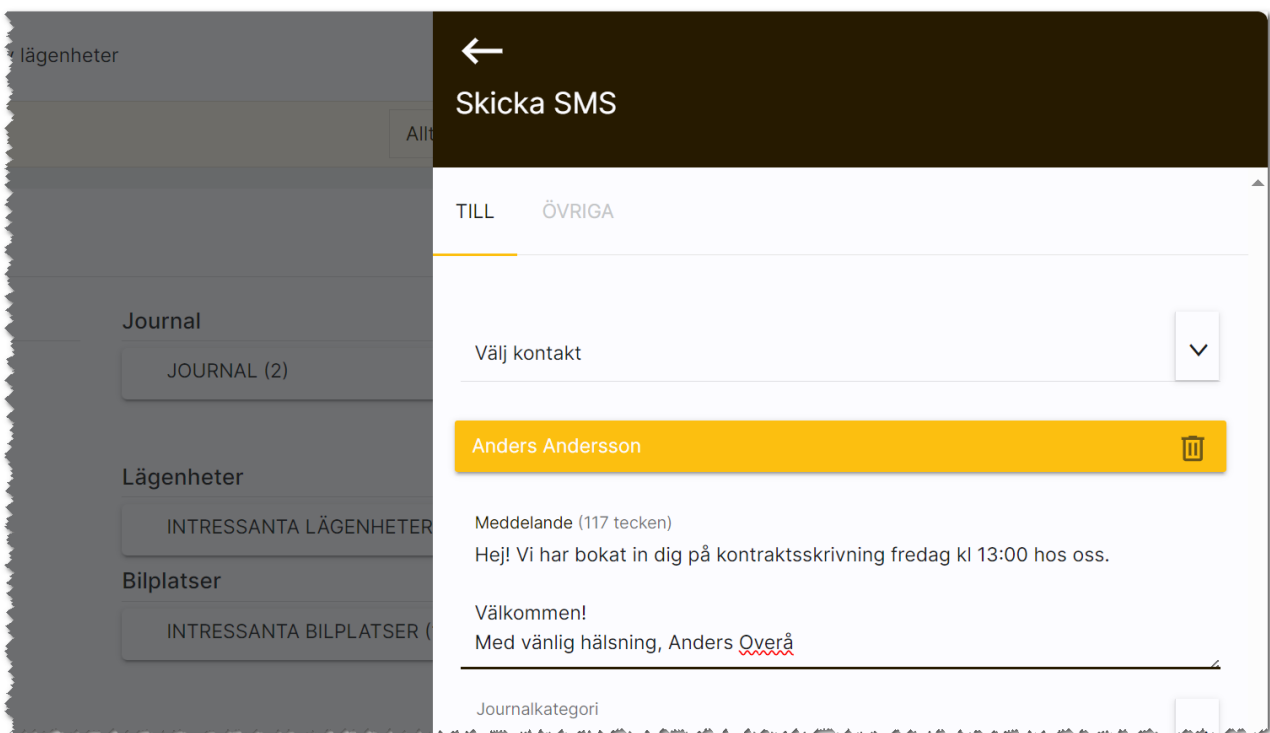 lägenheter
Allt
Journal
JOURNAL (2)
Lägenheter
INTRESSANTA LÄGENHETER
Bilplatser
INTRESSANTA BILPLATSER (
Skicka SMS
TILL ÖVRIGA
Välj kontakt
Anders Andersson
Meddelande (117 tecken)
Hej! Vi har bokat in dig på kontraktsskrivning fredag kl 13:00 hos oss.
Välkommen!
Med vänlig hälsning, Anders Overå
Journalkategori